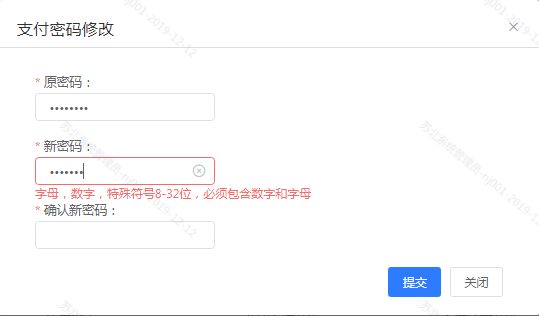 支付密码修改
* 原密码：
••••••••
* 新密码：
•••••••
字母，数字，特殊符号8-32位，必须包含数字和字母
* 确认新密码：
提交 关闭